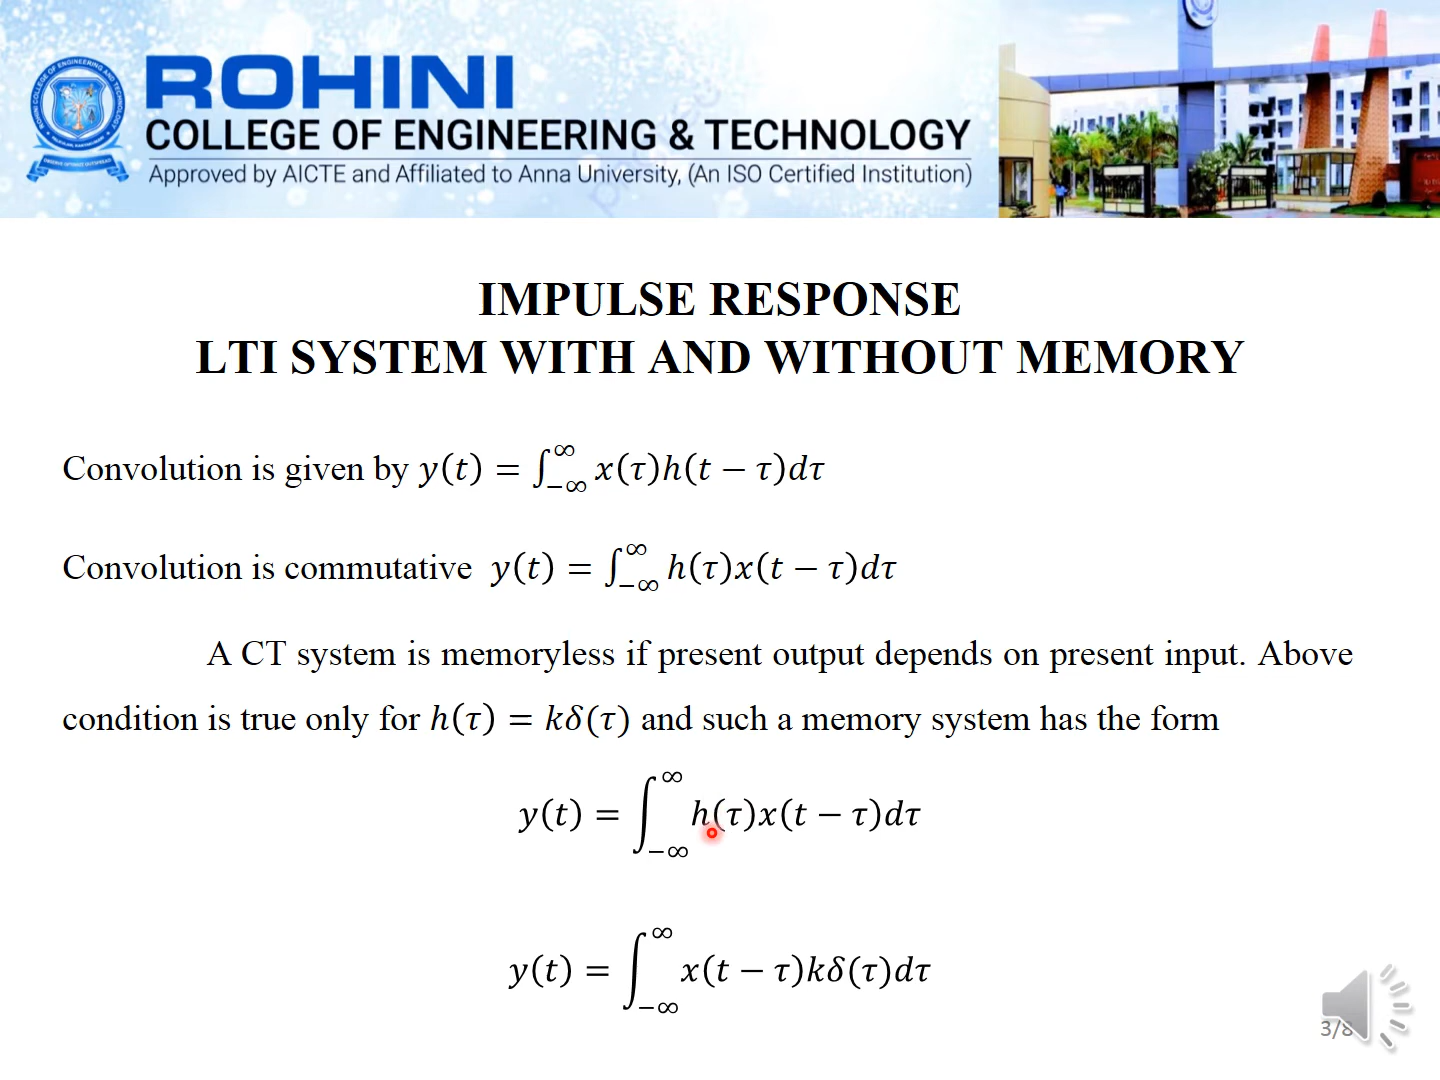 ROHINI
COLLEGE OF ENGINEERING & TECHNOLOGY
Approved by AICTE and Affiliated to Anna University, (An ISO Certified Institution)
IMPULSE RESPONSE
LTI SYSTEM WITH AND WITHOUT MEMORY
Convolution is given by y(t) = ∫_{−∞}^{∞} x(τ)h(t − τ)dτ
Convolution is commutative y(t) = ∫_{−∞}^{∞} h(τ)x(t − τ)dτ
A CT system is memoryless if present output depends on present input. Above
condition is true only for h(τ) = kδ(τ) and such a memory system has the form
y(t) = ∫_{−∞}^{∞} h(τ)x(t − τ)dτ
y(t) = ∫_{−∞}^{∞} x(t − τ)kδ(τ)dτ
3/8